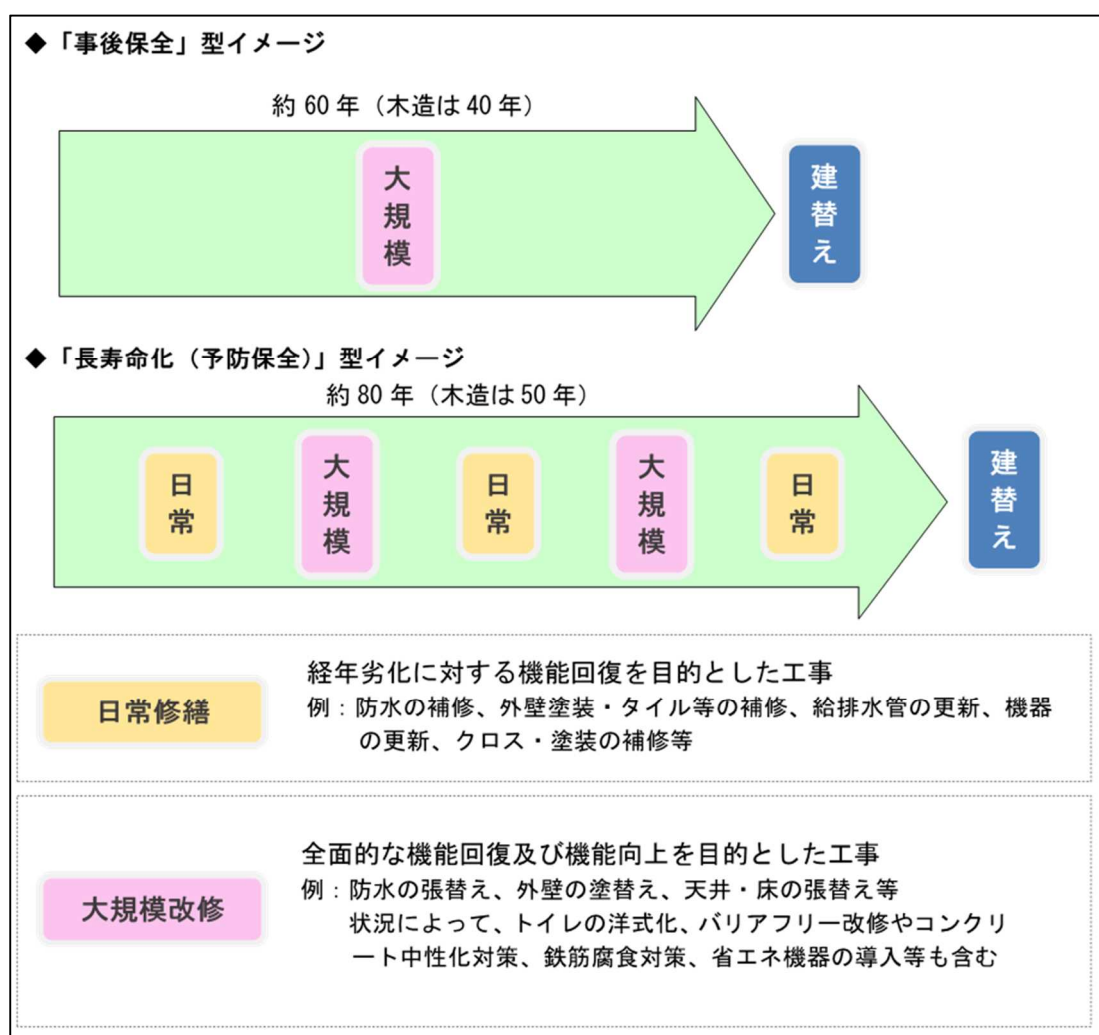 ◆「事後保全」型イメージ
約 60 年（木造は 40 年）
大規模
建替え
◆「長寿命化（予防保全）」型イメージ
約 80 年（木造は 50 年）
日常
大規模
日常
大規模
日常
建替え
日常修繕
経年劣化に対する機能回復を目的とした工事
例：防水の補修、外壁塗装・タイル等の補修、給排水管の更新、機器
の更新、クロス・塗装の補修等
大規模改修
全面的な機能回復及び機能向上を目的とした工事
例：防水の張替え、外壁の塗替え、天井・床の張替え等
状況によって、トイレの洋式化、バリアフリー改修やコンクリ
ート中性化対策、鉄筋腐食対策、省エネ機器の導入等も含む